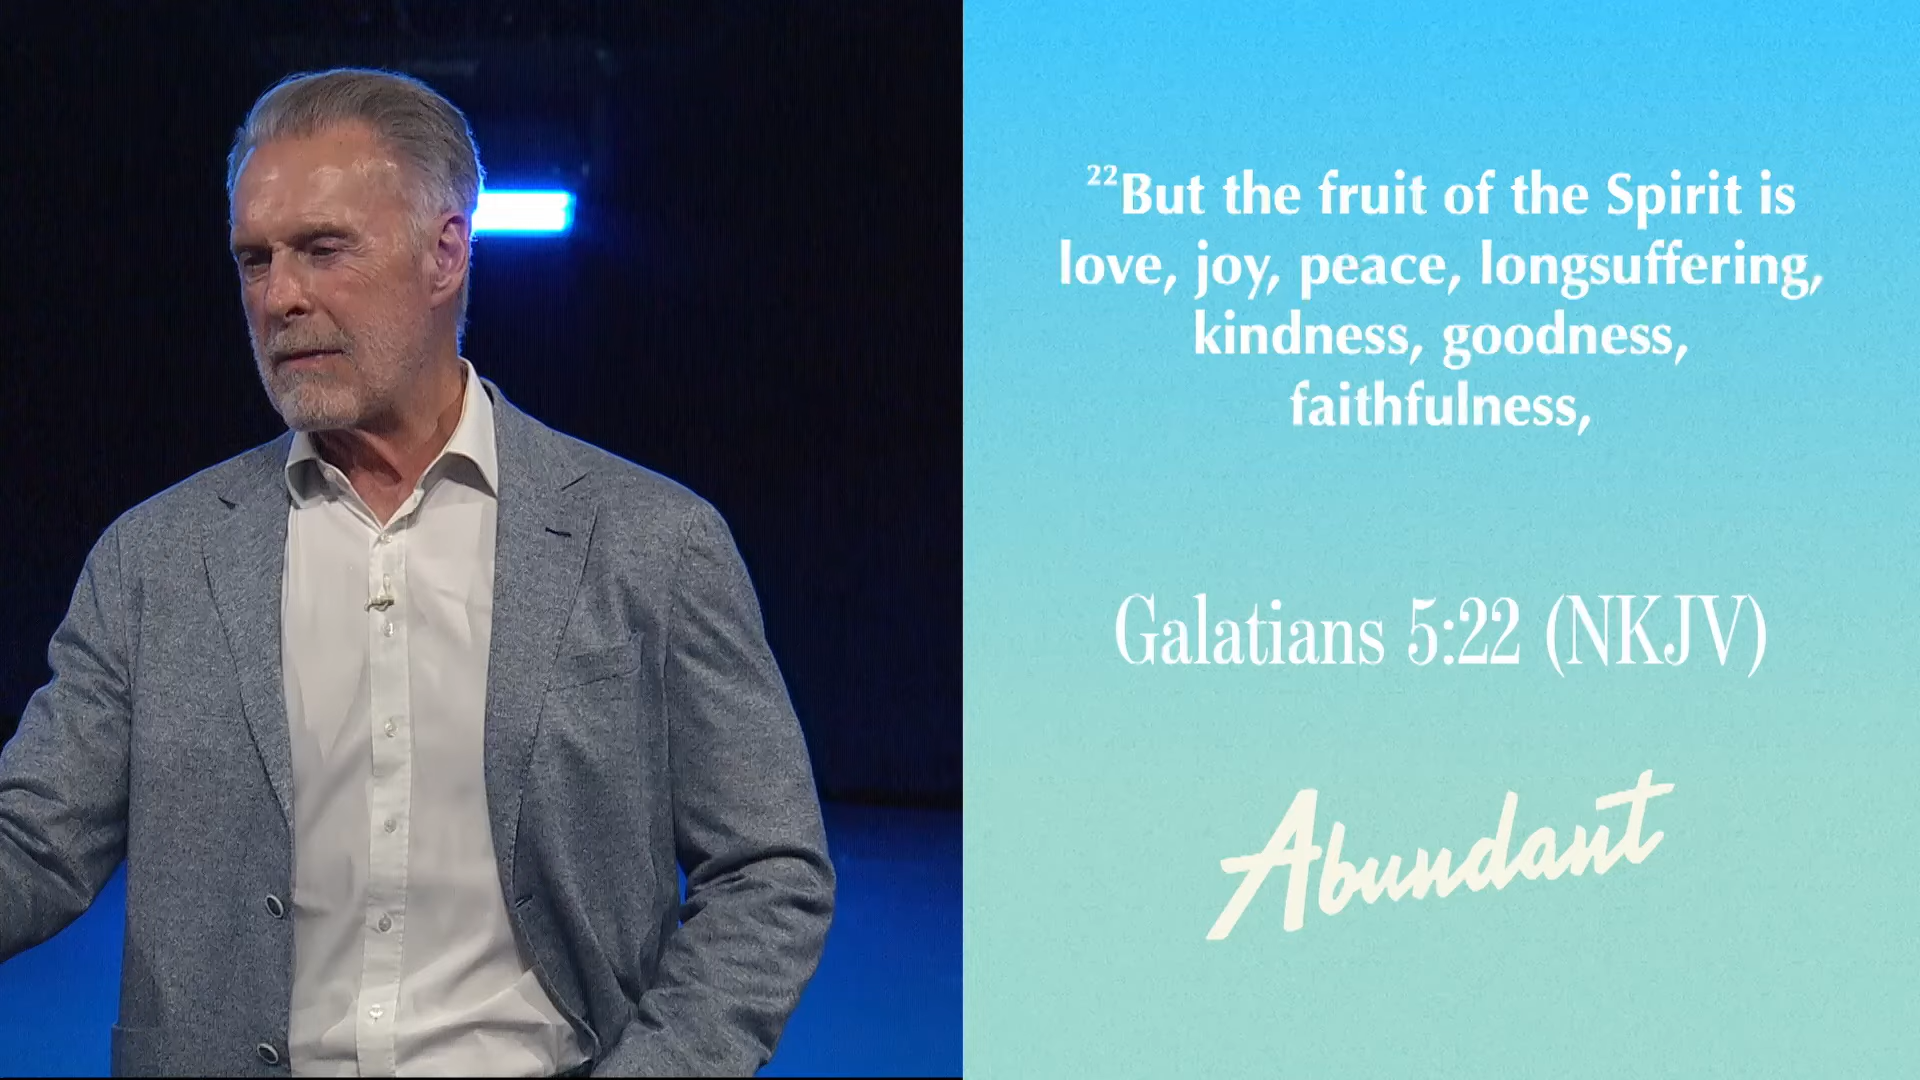 ²²But the fruit of the Spirit is
love, joy, peace, longsuffering,
kindness, goodness,
faithfulness,
Galatians 5:22 (NKJV)
Abundant